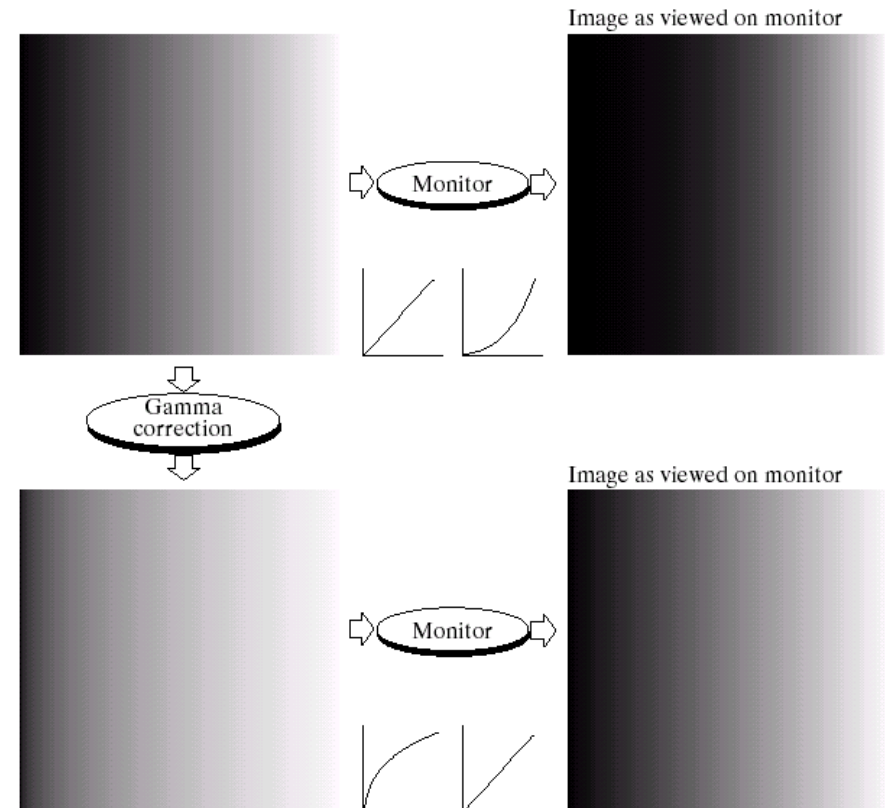 Image as viewed on monitor
Monitor
Gamma
correction
Image as viewed on monitor
Monitor